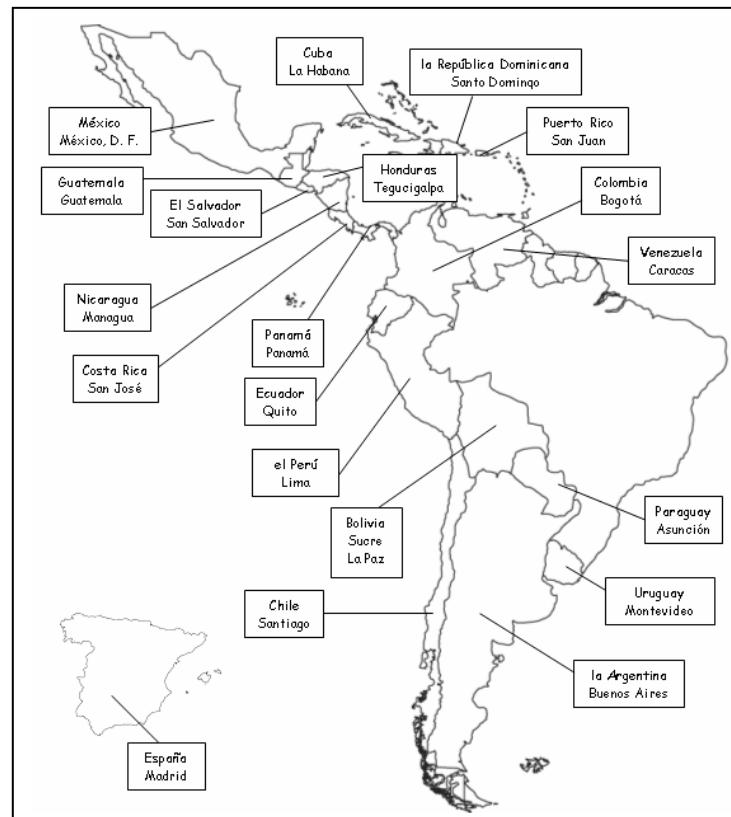 Cuba
La Habana
la República Dominicana
Santo Domingo
México
México, D. F.
Puerto Rico
San Juan
Guatemala
Guatemala
Honduras
Tegucigalpa
Colombia
Bogotá
El Salvador
San Salvador
Venezuela
Caracas
Nicaragua
Managua
Panamá
Panamá
Costa Rica
San José
Ecuador
Quito
el Perú
Lima
Bolivia
Sucre
La Paz
Paraguay
Asunción
Chile
Santiago
Uruguay
Montevideo
la Argentina
Buenos Aires
España
Madrid